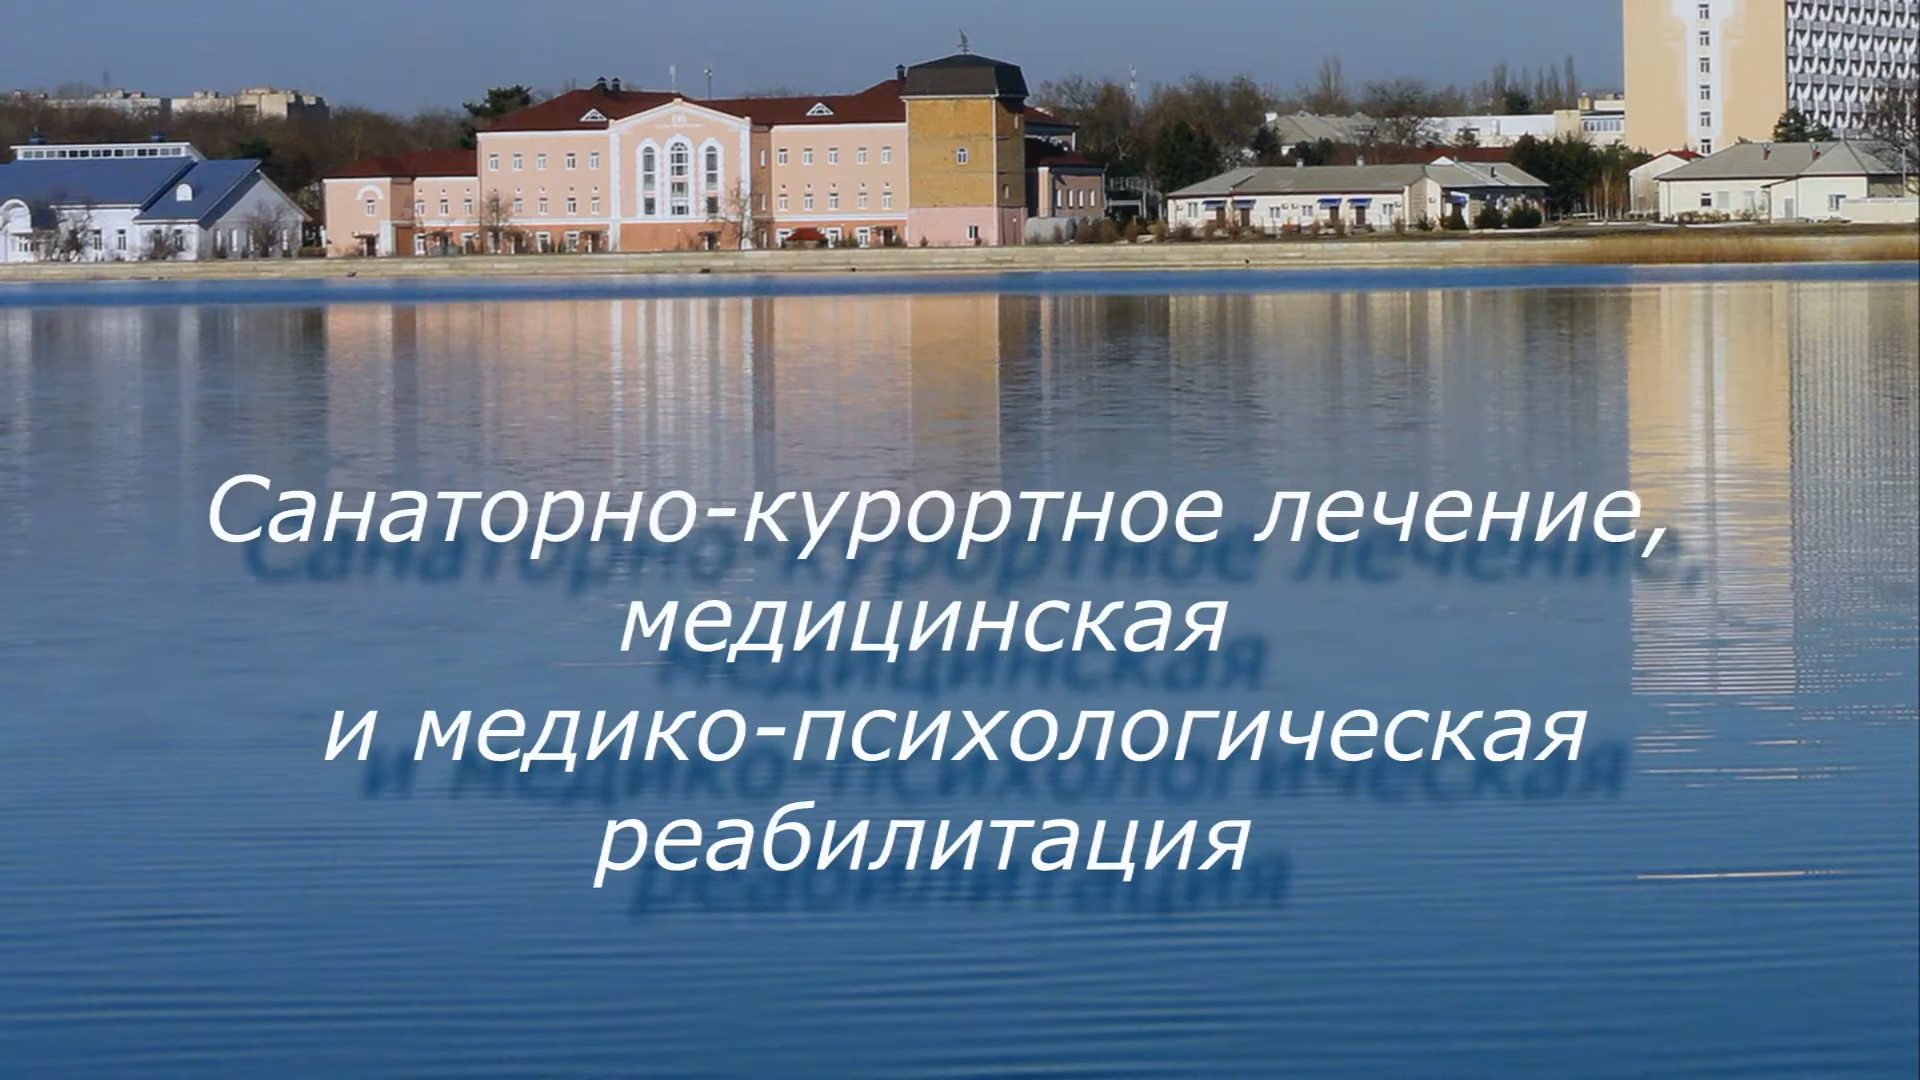 Санаторно-курортное лечение,
медицинская
и медико-психологическая
реабилитация